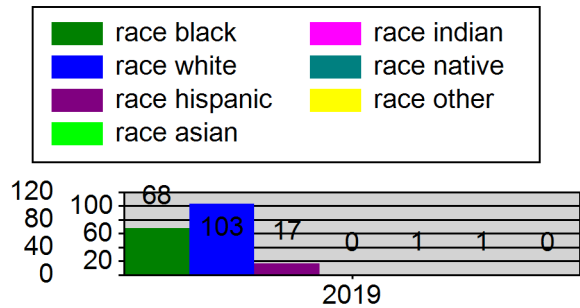 race black race indian
race white race native
race hispanic race other
race asian
120 100 80 60 40 20 0
68 103 17 0 1 1 0
2019